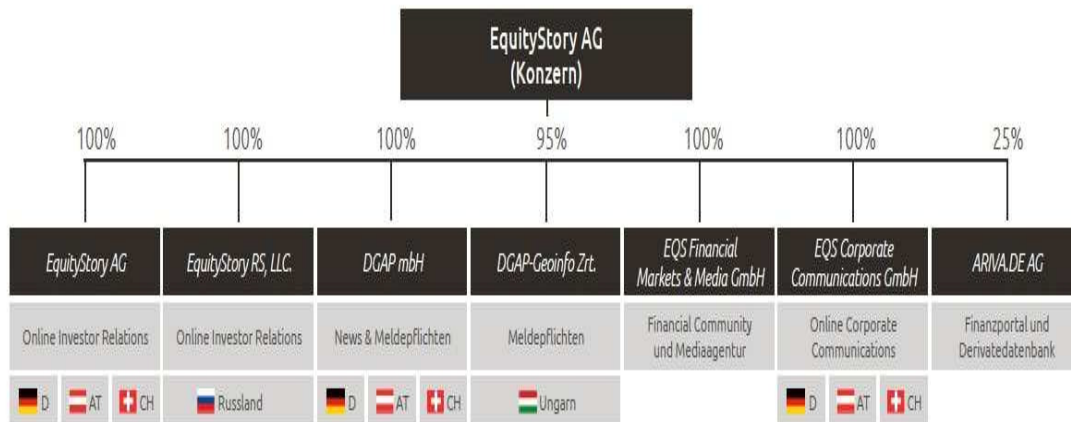 EquityStory AG
(Konzern)
100% 100% 100% 95% 100% 100% 25%
EquityStory AG
EquityStory RS, LLC.
DGAP mbH
DGAP-Geoinfo Zrt.
EQS Financial
Markets & Media GmbH
EQS Corporate
Communications GmbH
ARIVA.DE AG
Online Investor Relations
Online Investor Relations
News & Meldepflichten
Meldepflichten
Financial Community
und Mediaagentur
Online Corporate
Communications
Finanzportal und
Derivatedatenbank
D AT CH
Russland
D AT CH
Ungarn
D AT CH